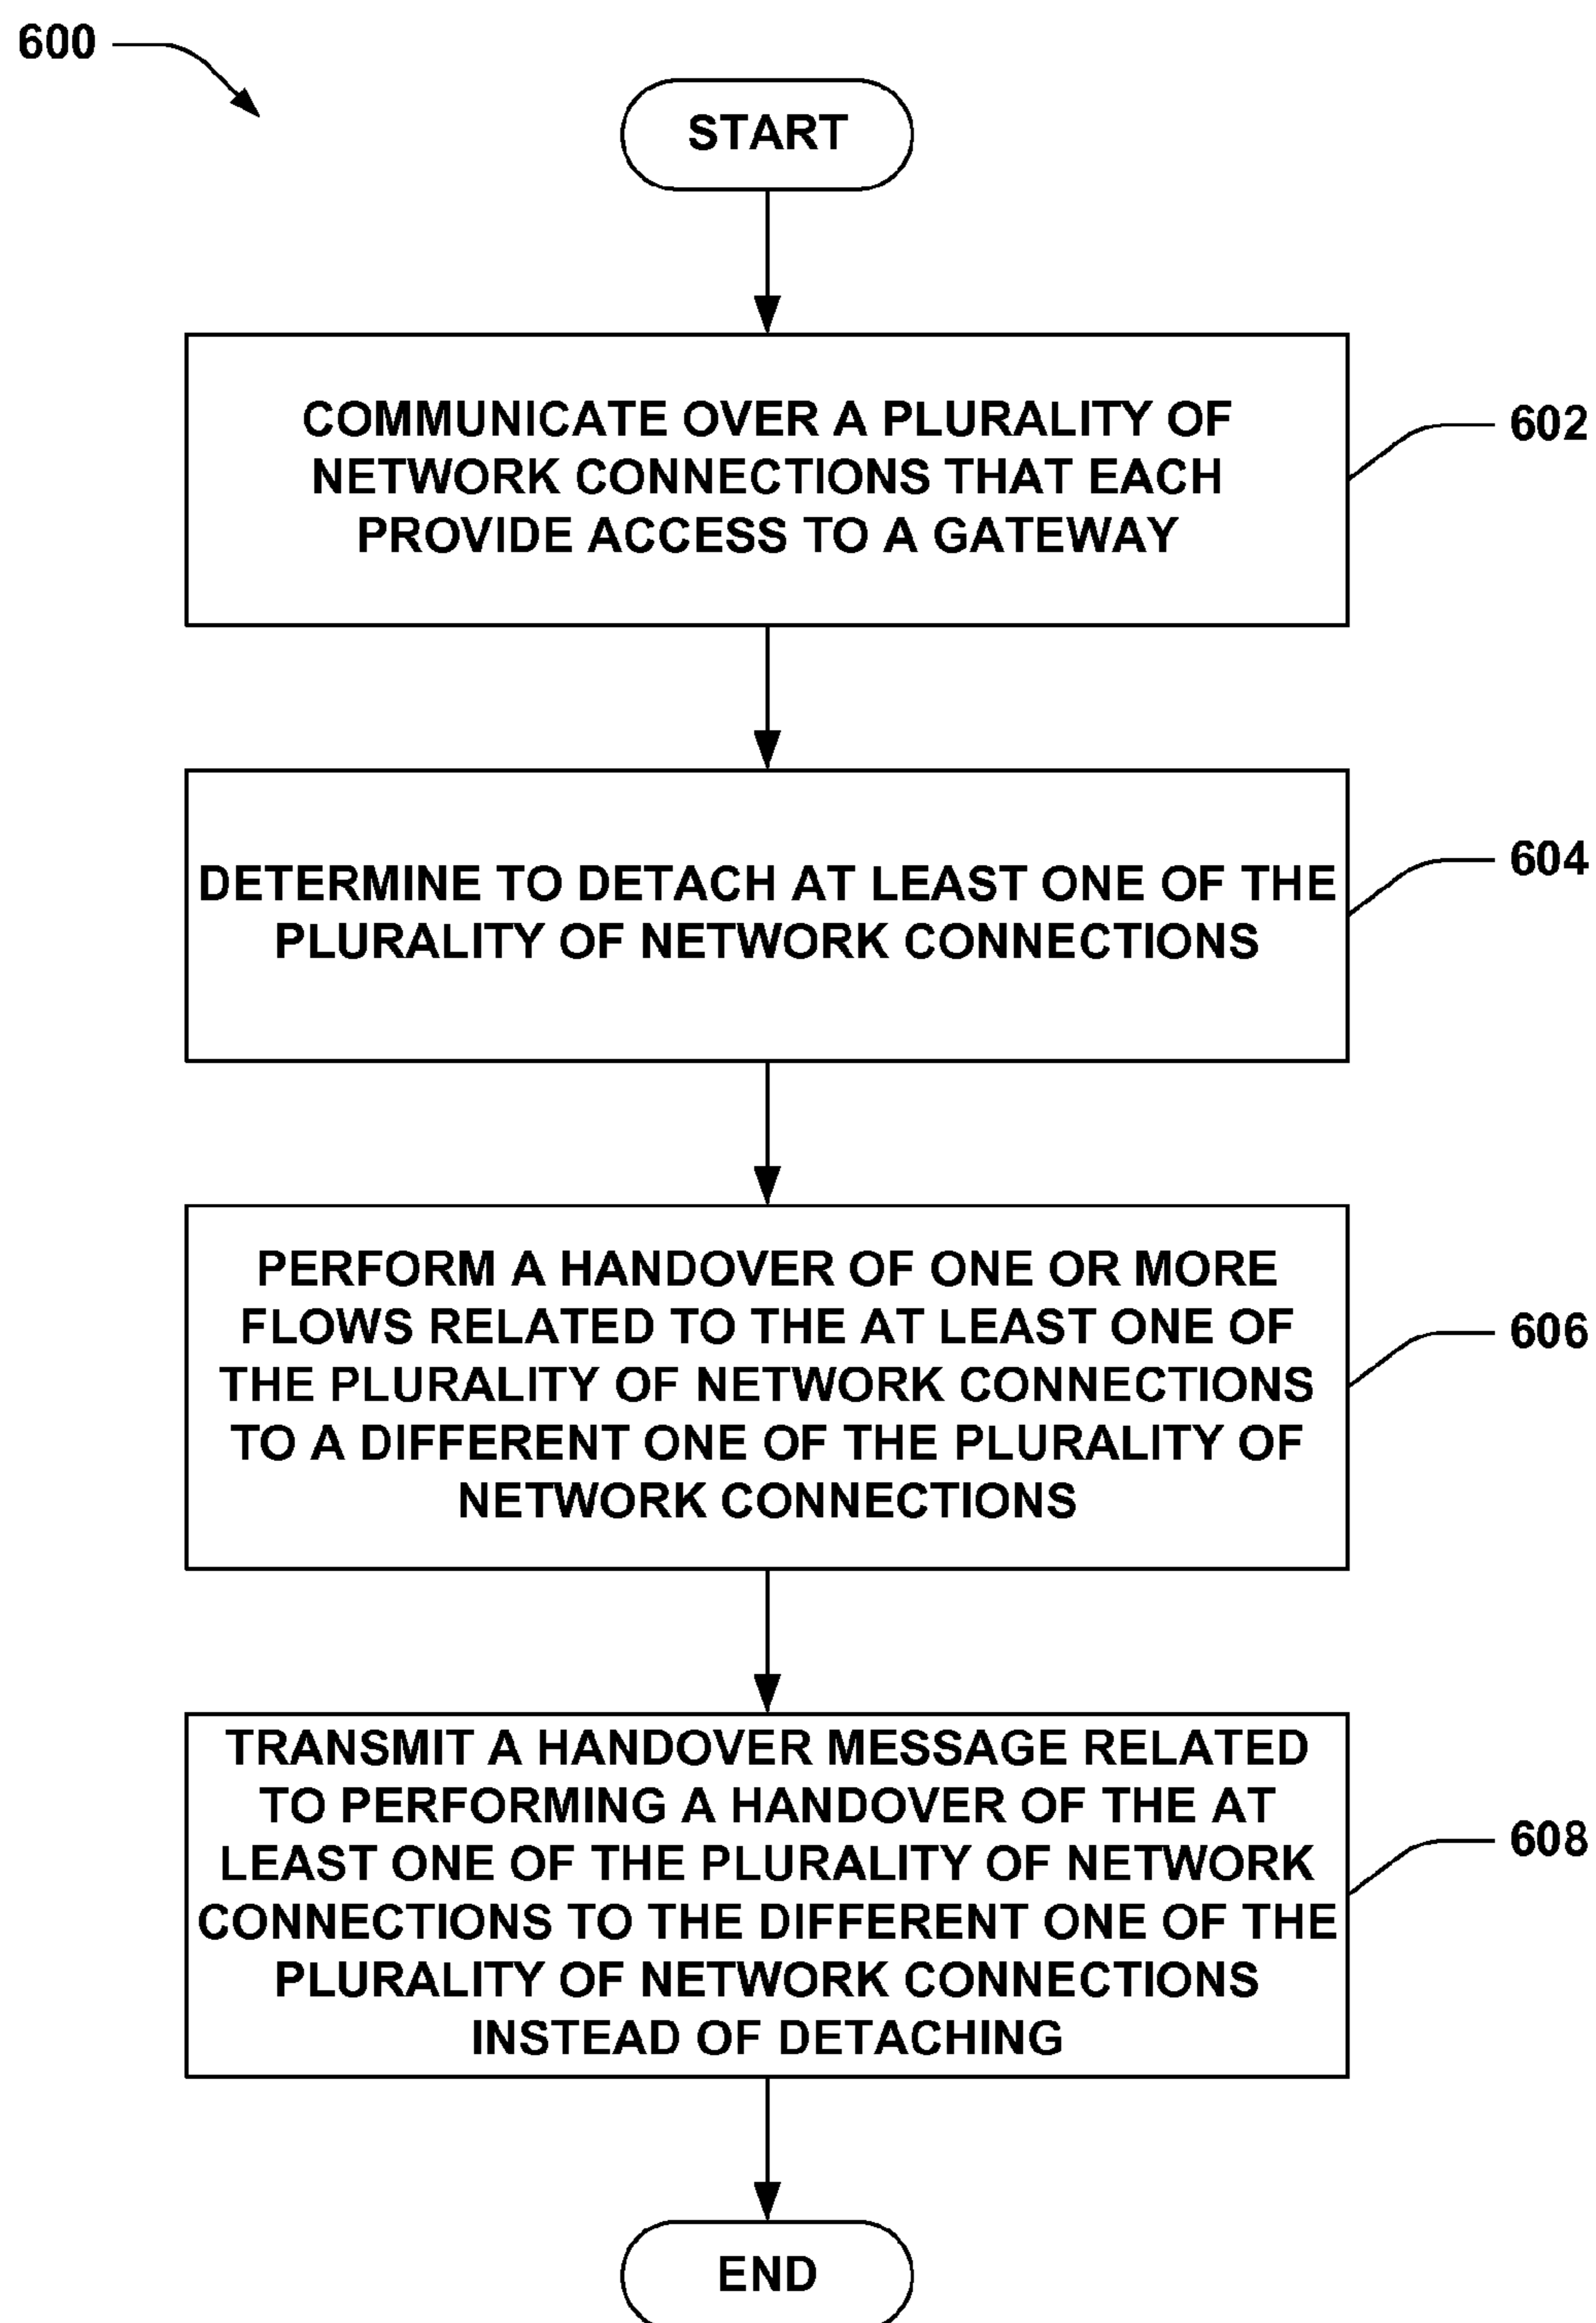 600
START
COMMUNICATE OVER A PLURALITY OF
NETWORK CONNECTIONS THAT EACH
PROVIDE ACCESS TO A GATEWAY
602
DETERMINE TO DETACH AT LEAST ONE OF THE
PLURALITY OF NETWORK CONNECTIONS
604
PERFORM A HANDOVER OF ONE OR MORE
FLOWS RELATED TO THE AT LEAST ONE OF
THE PLURALITY OF NETWORK CONNECTIONS
TO A DIFFERENT ONE OF THE PLURALITY OF
NETWORK CONNECTIONS
606
TRANSMIT A HANDOVER MESSAGE RELATED
TO PERFORMING A HANDOVER OF THE AT
LEAST ONE OF THE PLURALITY OF NETWORK
CONNECTIONS TO THE DIFFERENT ONE OF THE
PLURALITY OF NETWORK CONNECTIONS
INSTEAD OF DETACHING
608
END